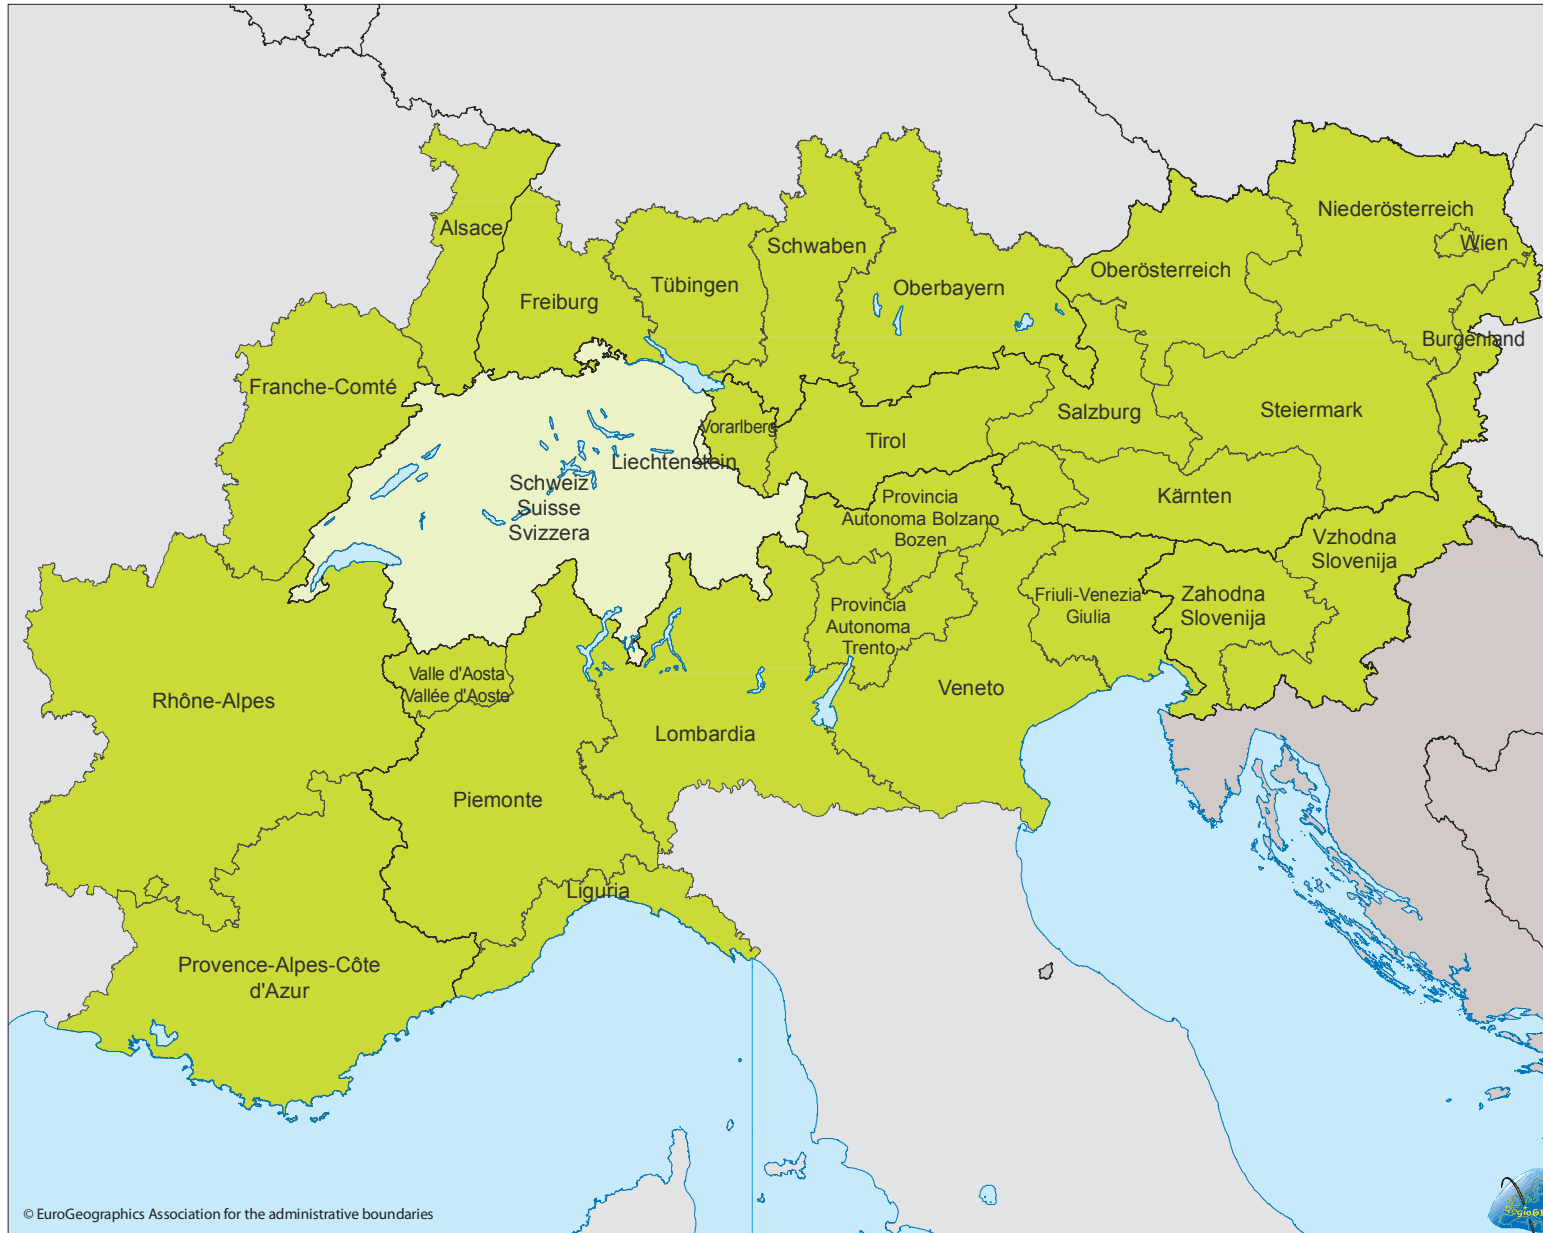 Niederösterreich
Alsace
Wien
Schwaben
Oberösterreich
Tübingen
Oberbayern
Freiburg
Burgenland
Franche-Comté
Salzburg
Steiermark
Vorarlberg
Tirol
Liechtenstein
Schweiz
Suisse
Svizzera
Provincia
Autonoma Bolzano
Bozen
Kärnten
Vzhodna
Slovenija
Friuli-Venezia
Giulia
Zahodna
Slovenija
Provincia
Autonoma
Trento
Valle d'Aosta
Vallée d'Aoste
Veneto
Rhône-Alpes
Lombardia
Piemonte
Liguria
Provence-Alpes-Côte
d'Azur
© EuroGeographics Association for the administrative boundaries